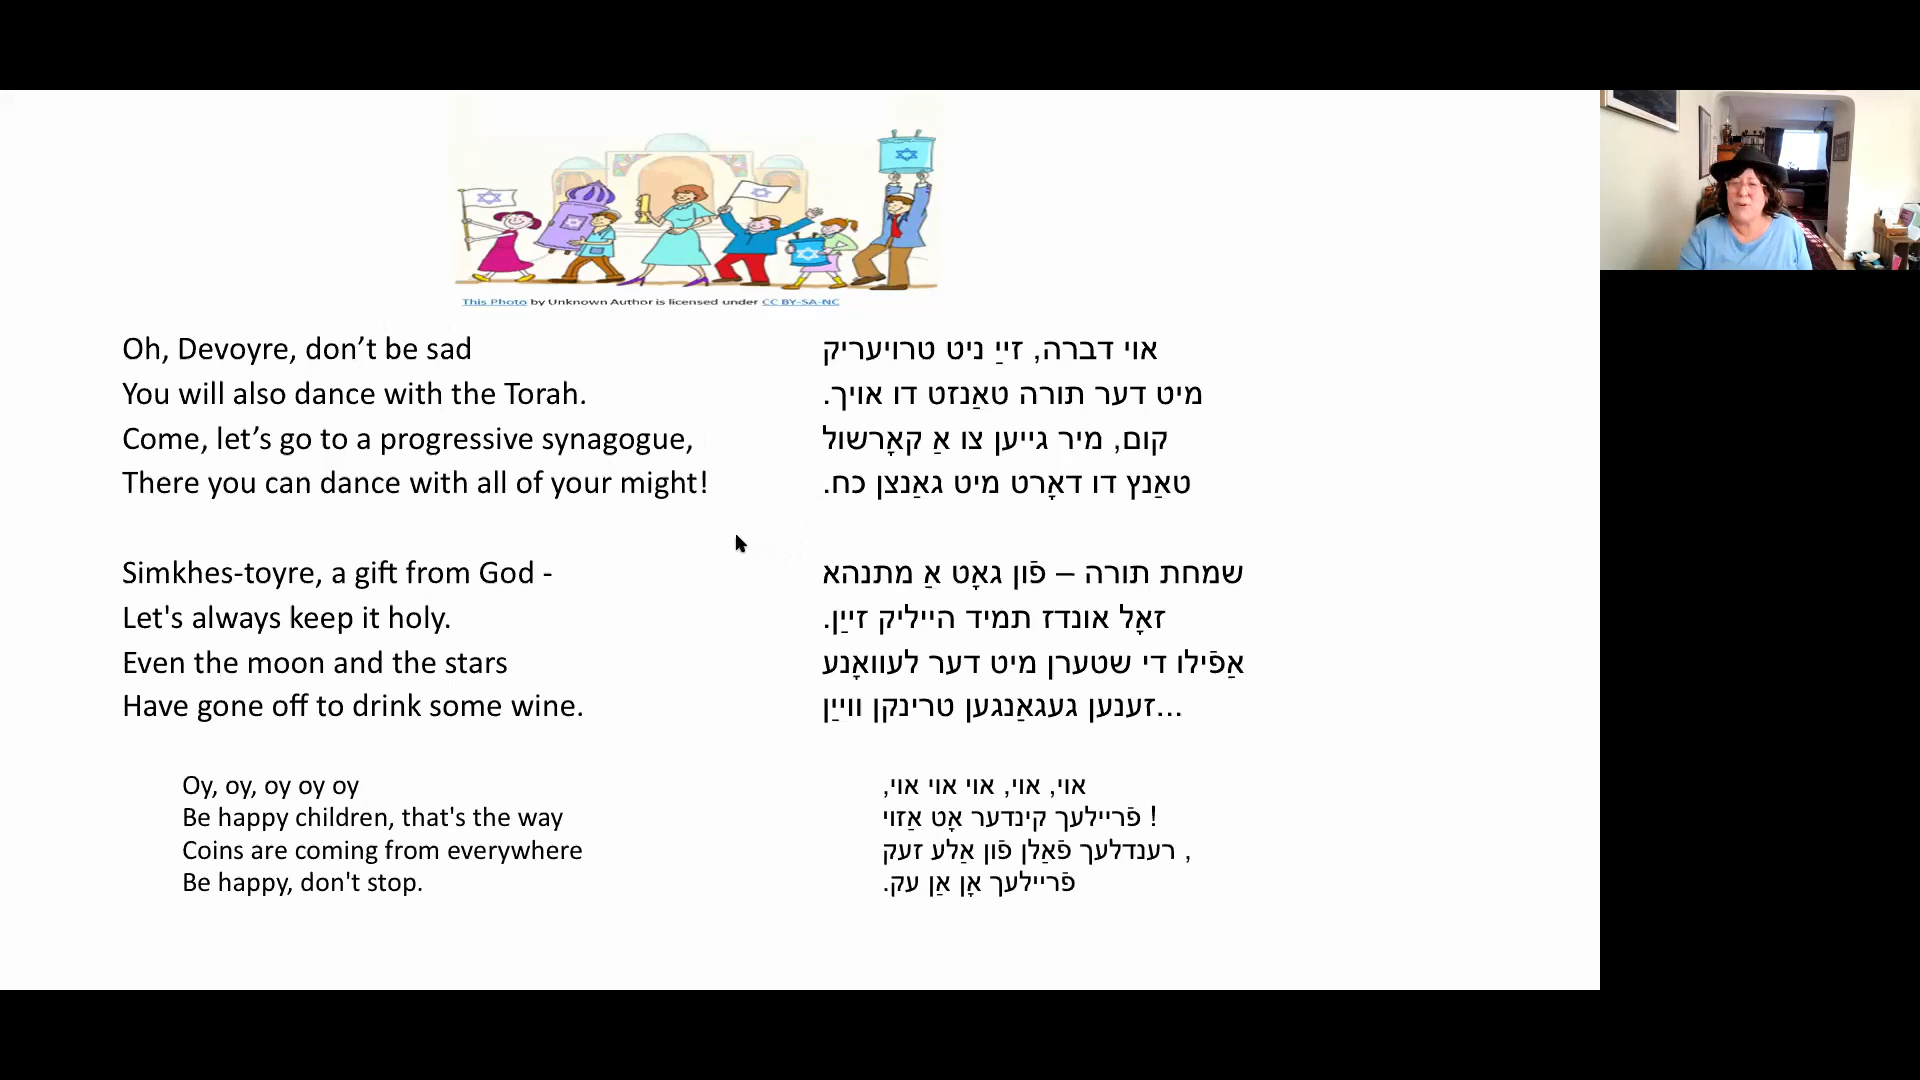 This Photo by Unknown Author is licensed under CC BY-SA-NC
Oh, Devoyre, don’t be sad
You will also dance with the Torah.
Come, let’s go to a progressive synagogue,
There you can dance with all of your might!
Simkhes-toyre, a gift from God -
Let's always keep it holy.
Even the moon and the stars
Have gone off to drink some wine.
Oy, oy, oy oy oy
Be happy children, that's the way
Coins are coming from everywhere
Be happy, don't stop.
אוי דברה, זײַ ניט טרויעריק
מיט דער תורה טאַנזט דו אויך.
קום, מיר גייען צו אַ קאָרשול
טאַנץ דו דאָרט מיט גאַנצן כח.
שמחת תורה – פֿון גאָט אַ מתנהא
זאָל אונדז תמיד הייליק זײַן.
אַפֿילו די שטערן מיט דער לעוואָנע
זענען געגאַנגען טרינקן ווײַן...
אוי, אוי, אוי אוי אוי,
פֿריילעך קינדער אָט אַזוי !
רענדלעך פֿאַלן פֿון אַלע זעק ,
פֿריילעך אָן אַן עק.